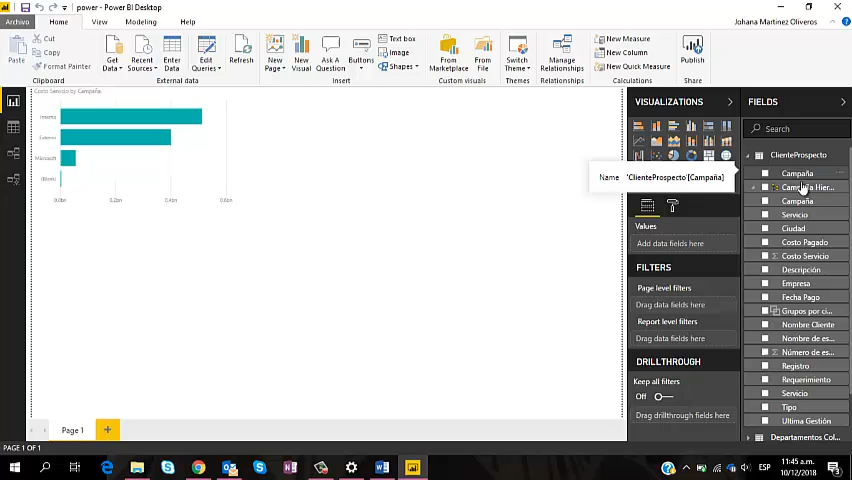 power - Power BI Desktop
Archivo
Home
View
Modeling
Help
Johana Martinez Oliveros
Paste
Cut
Copy
Format Painter
Clipboard
Get Data
Recent Sources
Enter Data
Edit Queries
External data
Refresh
New Page
New Visual
Ask A Question
Text box
Image
Shapes
Insert
From Marketplace
From File
Custom visuals
Switch Theme
Themes
Manage Relationships
Relationships
New Measure
New Column
New Quick Measure
Calculations
Publish
Share
Costo Servicio by Campaña
Interno
Microsoft
(Blank)
0.0bn
0.2bn
0.4bn
0.6bn
VISUALIZATIONS
Name 'ClienteProspecto'[Campaña]
Values
Add data fields here
FILTERS
Page level filters
Drag data fields here
Report level filters
Drag data fields here
DRILLTHROUGH
Keep all filters
Off
Drag drillthrough fields here
FIELDS
Search
ClienteProspecto
Campaña
Campaña Hier...
Campaña
Servicio
Ciudad
Costo Pagado
Costo Servicio
Descripción
Empresa
Fecha Pago
Grupos por ci...
Nombre Cliente
Nombre de es...
Número de es...
Registro
Requerimiento
Servicio
Tipo
Ultima Gestión
Departamentos Col...
Page 1
PAGE 1 OF 1
ESP
11:45 a.m.
10/12/2018
3